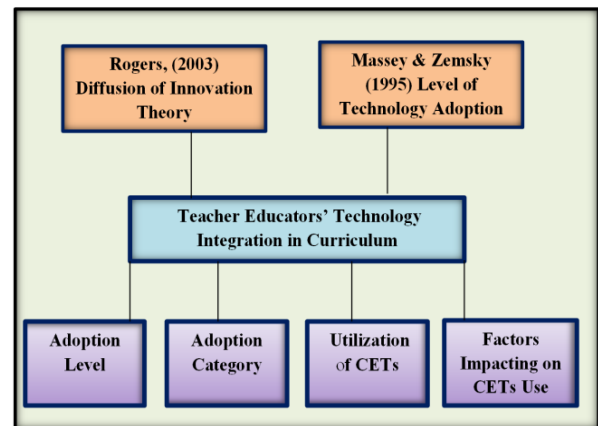 Rogers, (2003)
Diffusion of Innovation
Theory
Massey & Zemsky
(1995) Level of
Technology Adoption
Teacher Educators’ Technology
Integration in Curriculum
Adoption
Level
Adoption
Category
Utilization
of CETs
Factors
Impacting on
CETs Use